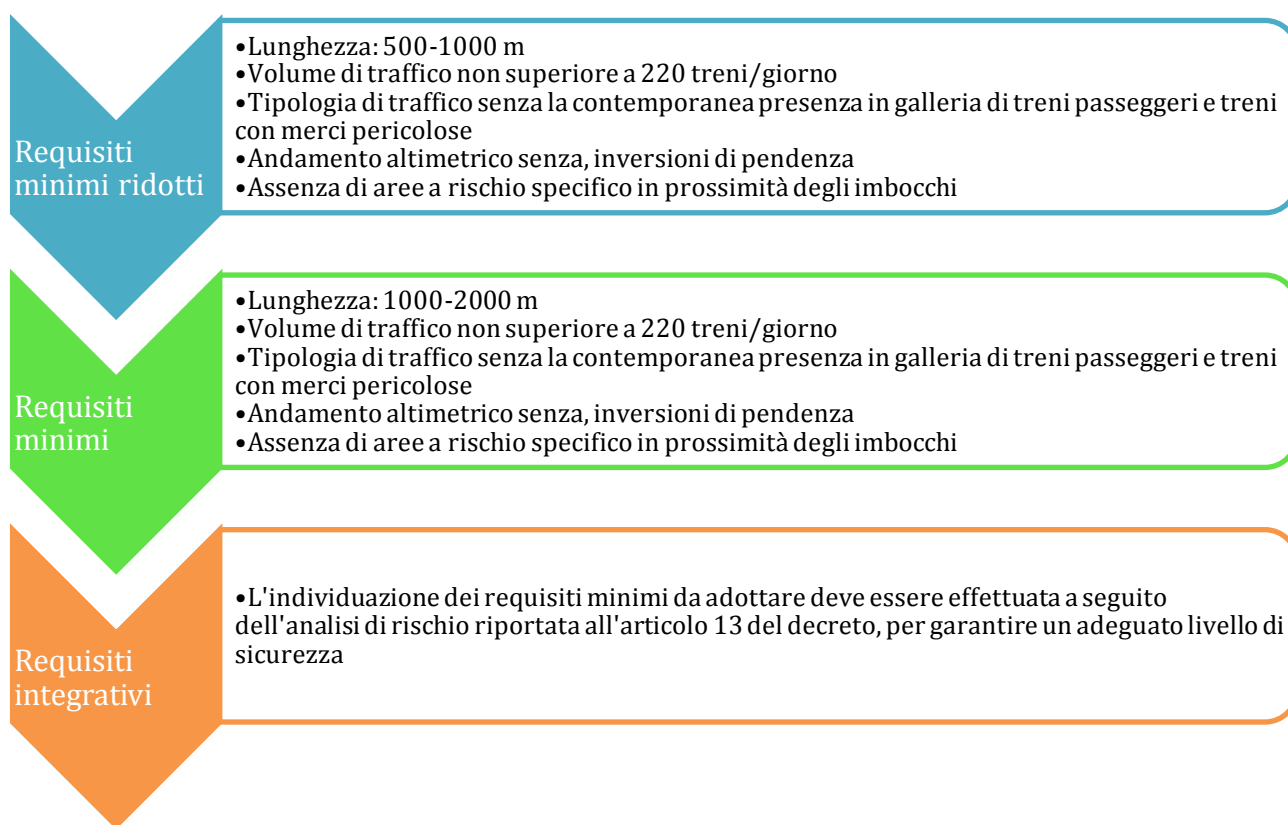 Requisiti
minimi ridotti
•Lunghezza: 500-1000 m
•Volume di traffico non superiore a 220 treni/giorno
•Tipologia di traffico senza la contemporanea presenza in galleria di treni passeggeri e treni
con merci pericolose
•Andamento altimetrico senza, inversioni di pendenza
•Assenza di aree a rischio specifico in prossimità degli imbocchi
Requisiti
minimi
•Lunghezza: 1000-2000 m
•Volume di traffico non superiore a 220 treni/giorno
•Tipologia di traffico senza la contemporanea presenza in galleria di treni passeggeri e treni
con merci pericolose
•Andamento altimetrico senza, inversioni di pendenza
•Assenza di aree a rischio specifico in prossimità degli imbocchi
Requisiti
integrativi
•L'individuazione dei requisiti minimi da adottare deve essere effettuata a seguito
dell'analisi di rischio riportata all'articolo 13 del decreto, per garantire un adeguato livello di
sicurezza